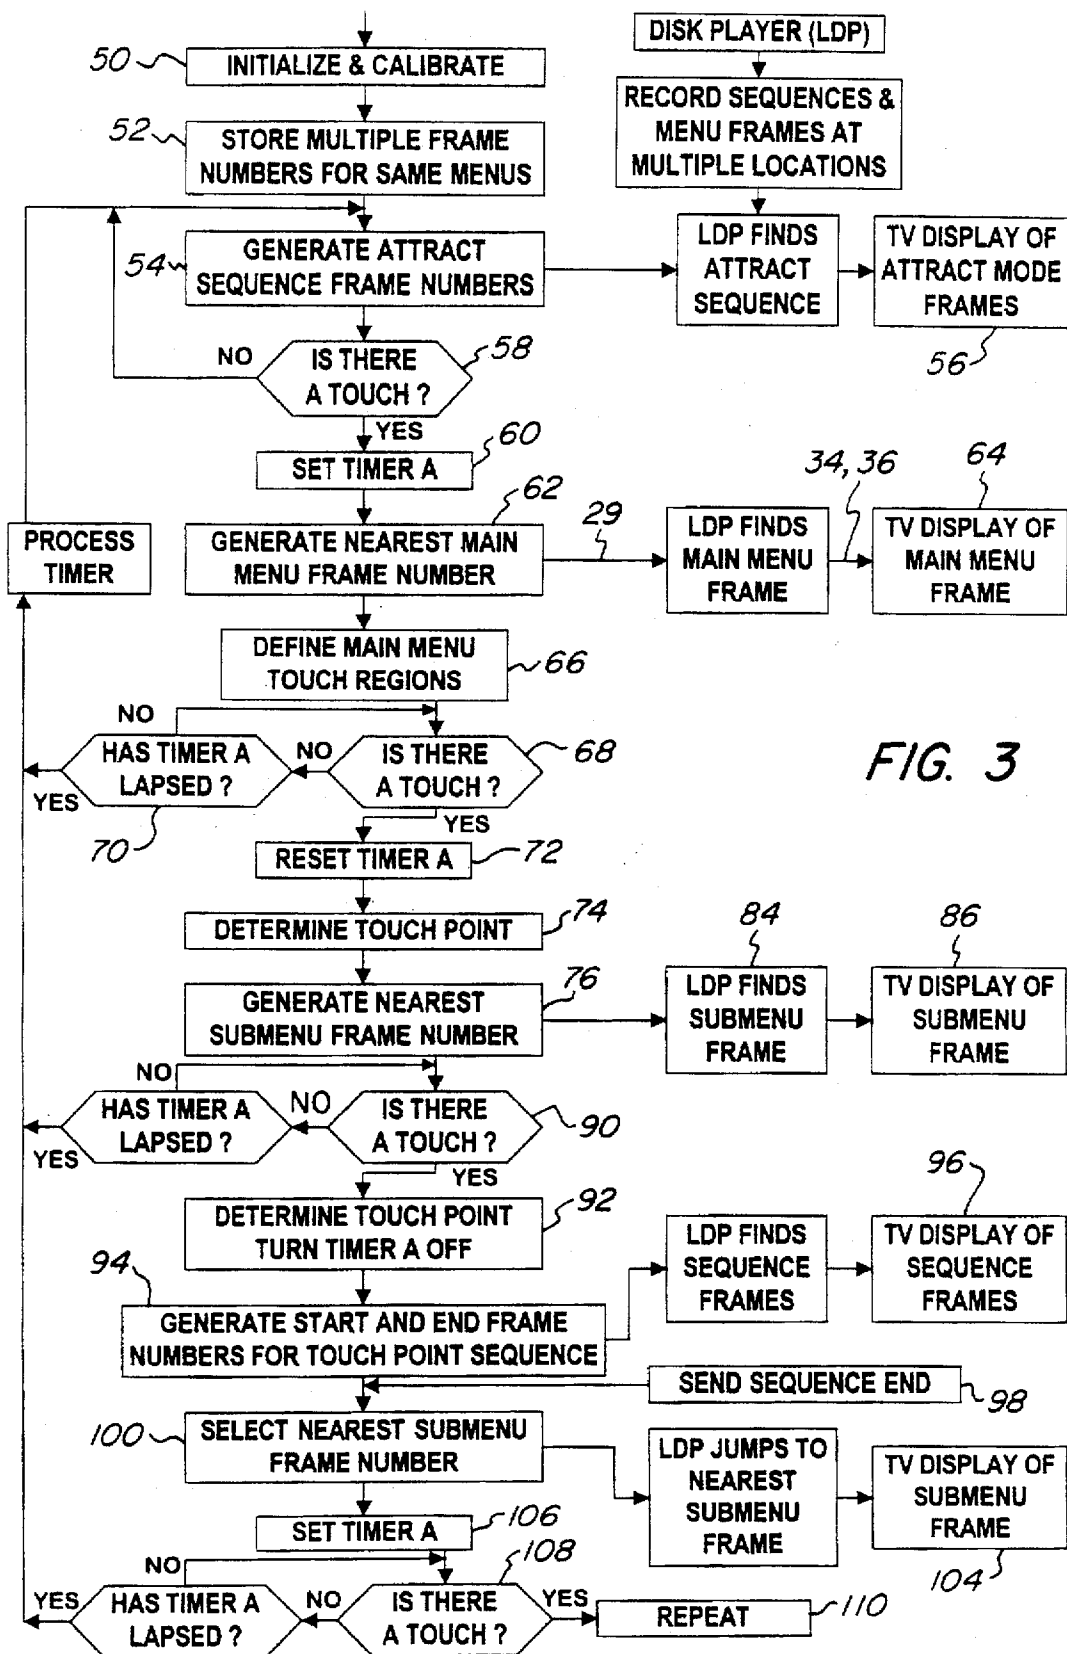 DISK PLAYER (LDP)
50
INITIALIZE & CALIBRATE
RECORD SEQUENCES &
MENU FRAMES AT
MULTIPLE LOCATIONS
52
STORE MULTIPLE FRAME
NUMBERS FOR SAME MENUS
54
GENERATE ATTRACT
SEQUENCE FRAME NUMBERS
LDP FINDS
ATTRACT
SEQUENCE
TV DISPLAY OF
ATTRACT MODE
FRAMES
56
NO
IS THERE
A TOUCH ?
58
YES
60
SET TIMER A
PROCESS
TIMER
62
GENERATE NEAREST MAIN
MENU FRAME NUMBER
29
LDP FINDS
MAIN MENU
FRAME
34, 36
64
TV DISPLAY OF
MAIN MENU
FRAME
DEFINE MAIN MENU
TOUCH REGIONS
66
NO
HAS TIMER A
LAPSED ?
NO
IS THERE
A TOUCH ?
68
YES
70
YES
FIG. 3
RESET TIMER A
72
DETERMINE TOUCH POINT
74
76
GENERATE NEAREST
SUBMENU FRAME NUMBER
84
LDP FINDS
SUBMENU
FRAME
86
TV DISPLAY OF
SUBMENU
FRAME
NO
HAS TIMER A
LAPSED ?
NO
IS THERE
A TOUCH ?
90
YES
YES
92
DETERMINE TOUCH POINT
TURN TIMER A OFF
94
GENERATE START AND END FRAME
NUMBERS FOR TOUCH POINT SEQUENCE
LDP FINDS
SEQUENCE
FRAMES
96
TV DISPLAY OF
SEQUENCE
FRAMES
SEND SEQUENCE END
98
100
SELECT NEAREST SUBMENU
FRAME NUMBER
LDP JUMPS TO
NEAREST
SUBMENU
FRAME
TV DISPLAY OF
SUBMENU
FRAME
104
SET TIMER A
106
NO
108
YES
HAS TIMER A
LAPSED ?
NO
IS THERE
A TOUCH ?
YES
REPEAT
110